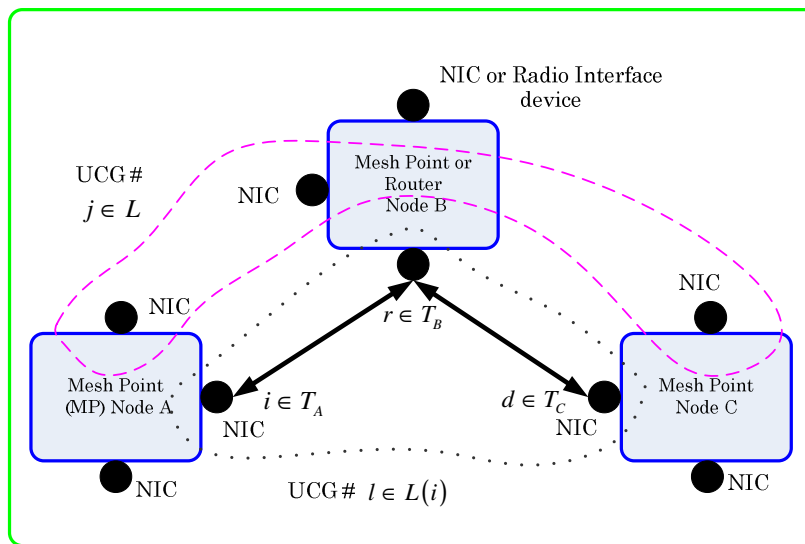 NIC or Radio Interface
device
UCG#
j ∈ L
NIC
Mesh Point or
Router
Node B
NIC
NIC
r ∈ T_B
Mesh Point
(MP) Node A
i ∈ T_A
NIC
d ∈ T_C
NIC
Mesh Point
Node C
NIC
UCG# l ∈ L(i)
NIC